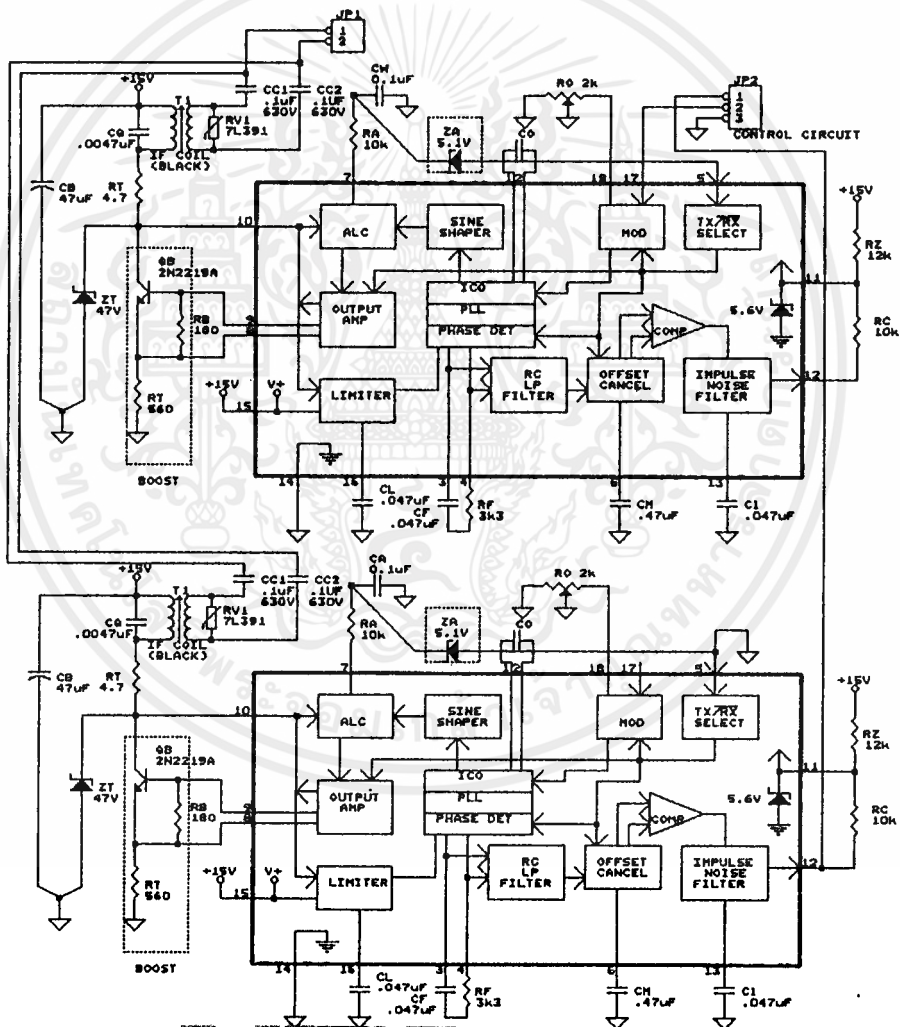 JP1
1
2
+15V
T1
CQ
.0047uF
IF COIL
(BLACK)
RV1
7L391
CC1
.1uF
630V
CC2
.1UF
630V
CW
0.1uF
RA
10k
ZA
5.1V
CO
RO 2k
JP2
1
2
3
CONTROL CIRCUIT
CB
47uF
RT
4.7
7
1
2
18
17
5
+15V
RZ
12k
10
ALC
SINE
SHAPER
MOD
TX/RX
SELECT
QB
2N2219A
ZT
47V
RB
180
OUTPUT
AMP
ICO
PLL
PHASE DET
COMP
5.6V
11
RC
10k
RT
560
+15V
V+
15
LIMITER
RC
LP
FILTER
OFFSET
CANCEL
IMPULSE
NOISE
FILTER
12
BOOST
14
16
3
4
6
13
CL
.047uF
CF
.047uF
RF
3k3
CM
.47uF
C1
.047uF
+15V
T1
CQ
.0047uF
IF COIL
(BLACK)
RV1
7L391
CC1
.1uF
630V
CC2
.1UF
630V
CA
0.1uF
RA
10k
ZA
5.1V
CO
RO 2k
CB
47uF
RT
4.7
7
1
2
18
17
5
+15V
RZ
12k
10
ALC
SINE
SHAPER
MOD
TX/RX
SELECT
QB
2N2219A
ZT
47V
RB
180
OUTPUT
AMP
ICO
PLL
PHASE DET
COMP
5.6V
11
RC
10k
RT
560
+15V
V+
15
LIMITER
RC
LP
FILTER
OFFSET
CANCEL
IMPULSE
NOISE
FILTER
12
BOOST
14
16
3
4
6
13
CL
.047uF
CF
.047uF
RF
3k3
CM
.47uF
C1
.047uF